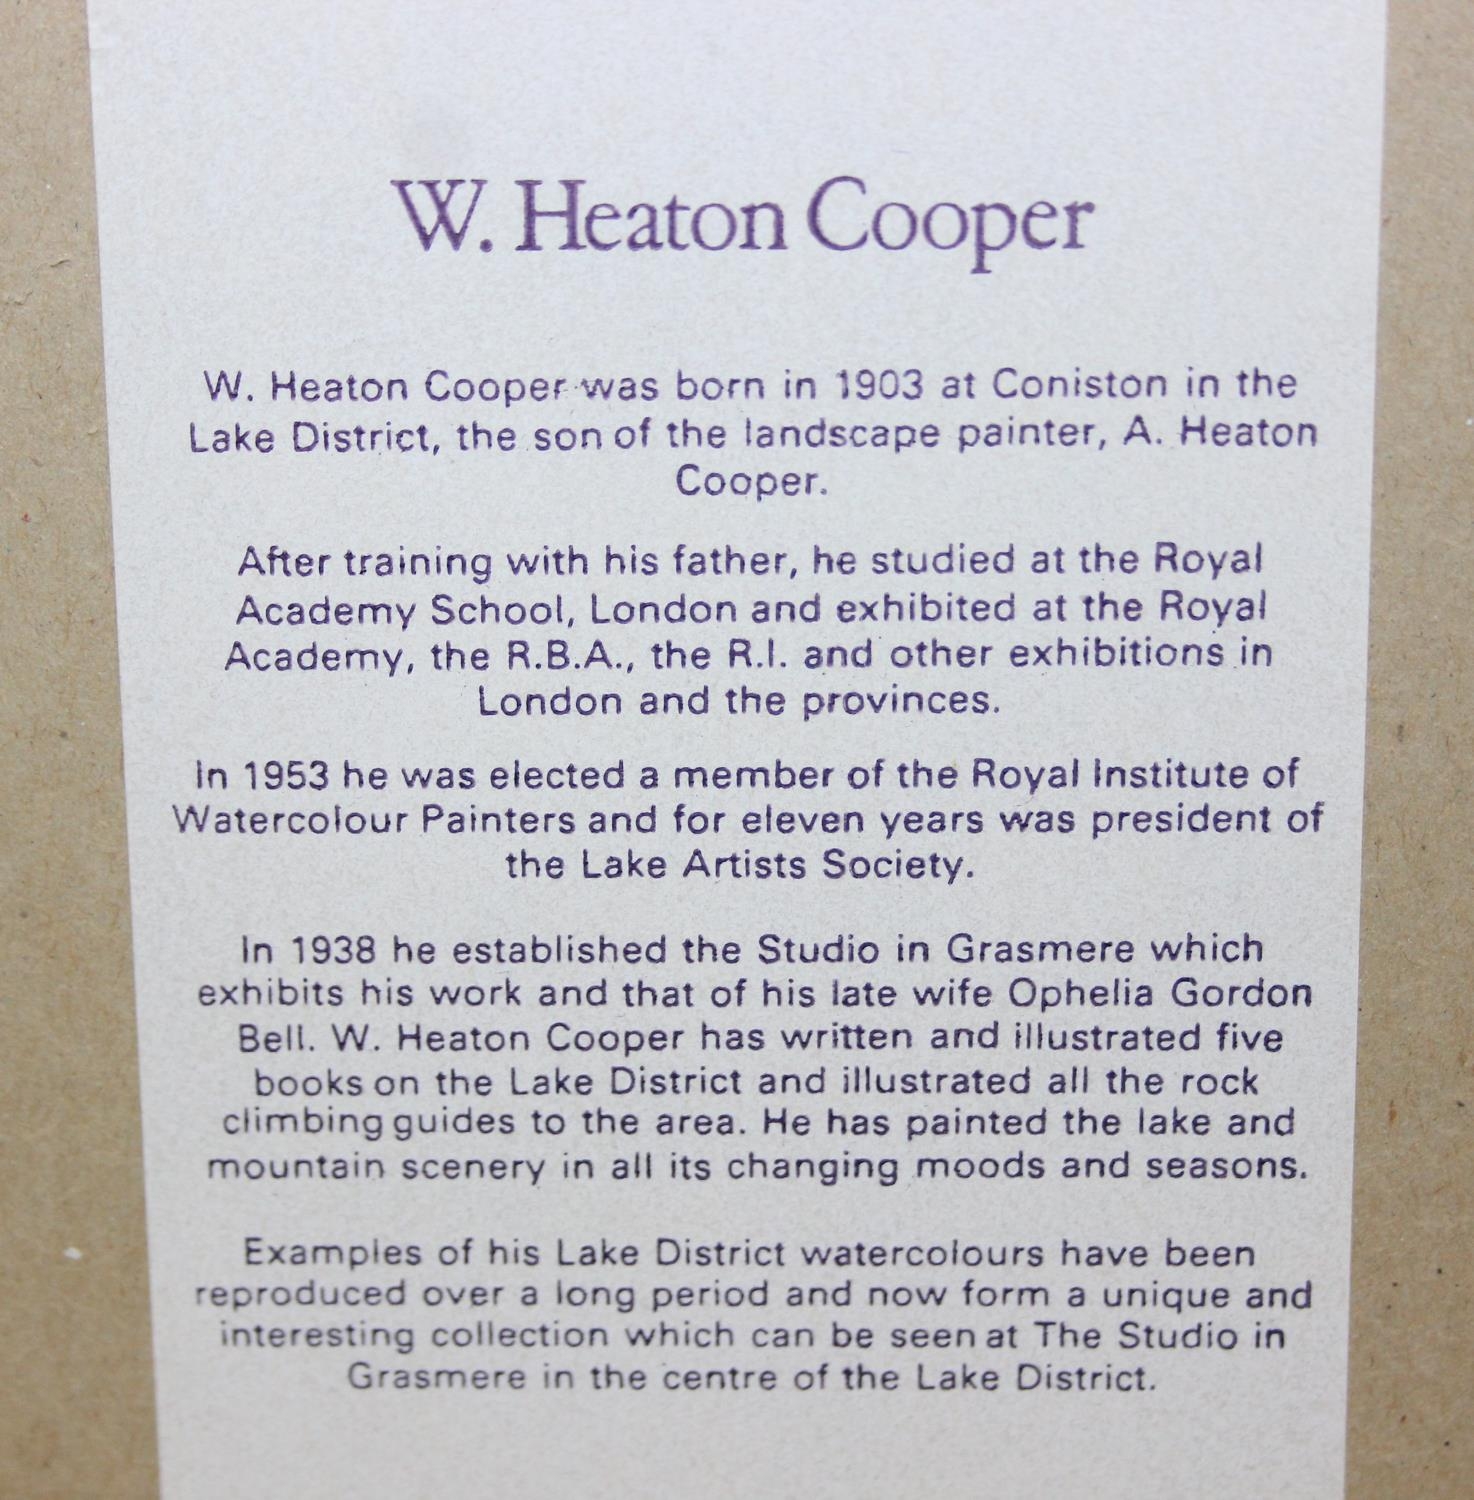 W. Heaton Cooper
W. Heaton Cooper was born in 1903 at Coniston in the
Lake District, the son of the landscape painter, A. Heaton
Cooper.
After training with his father, he studied at the Royal
Academy School, London and exhibited at the Royal
Academy, the R.B.A., the R.I. and other exhibitions in
London and the provinces.
In 1953 he was elected a member of the Royal Institute of
Watercolour Painters and for eleven years was president of
the Lake Artists Society.
In 1938 he established the Studio in Grasmere which
exhibits his work and that of his late wife Ophelia Gordon
Bell. W. Heaton Cooper has written and illustrated five
books on the Lake District and illustrated all the rock
climbing guides to the area. He has painted the lake and
mountain scenery in all its changing moods and seasons.
Examples of his Lake District watercolours have been
reproduced over a long period and now form a unique and
interesting collection which can be seen at The Studio in
Grasmere in the centre of the Lake District.